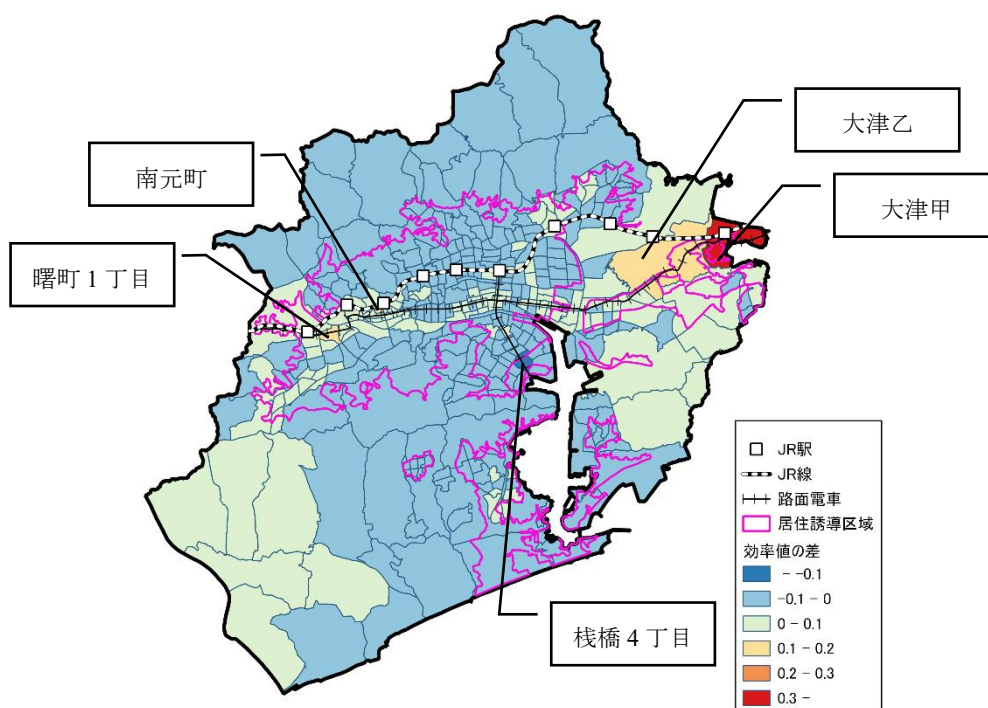 大津乙
南元町
大津甲
曙町 1 丁目
栈橋 4 丁目
JR駅
JR線
路面電車
居住誘導区域
効率値の差
- -0.1
-0.1 - 0
0 - 0.1
0.1 - 0.2
0.2 - 0.3
0.3 -